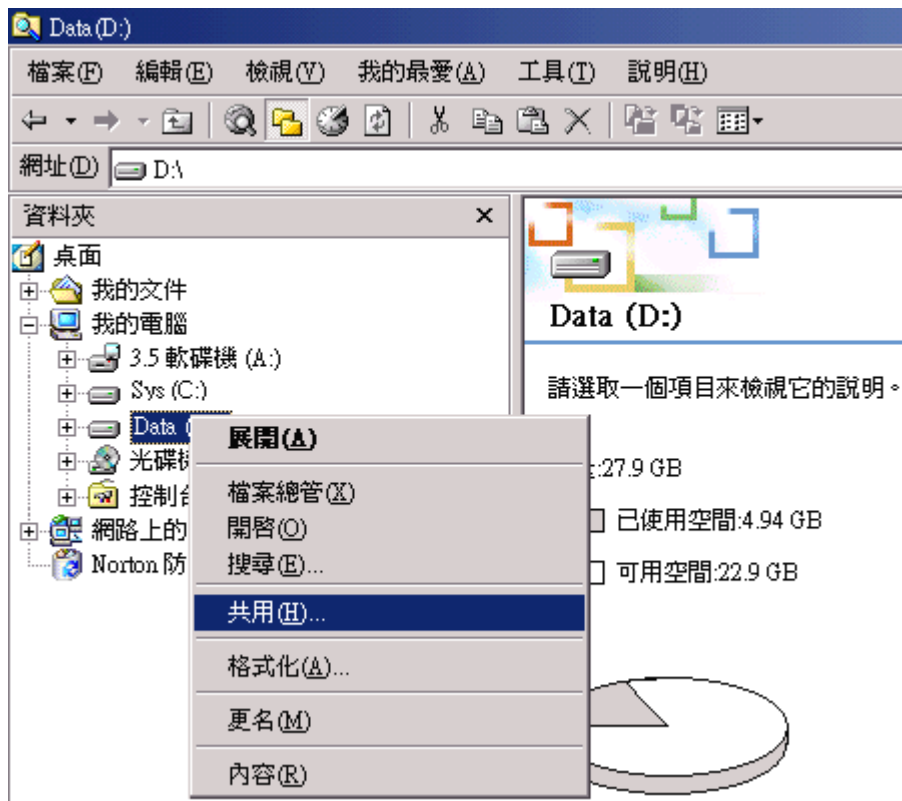 Data (D:)
檔案(F) 編輯(E) 檢視(V) 我的最愛(A) 工具(T) 說明(H)
網址(D) D:\
資料夾
桌面
我的文件
我的電腦
3.5 軟碟機 (A:)
Sys (C:)
Data
光碟機
控制台
網路上的
Norton 防
展開(A)
檔案總管(X)
開啟(O)
搜尋(E)...
共用(H)...
格式化(A)...
更名(M)
內容(R)
Data (D:)
請選取一個項目來檢視它的說明。
:27.9 GB
已使用空間:4.94 GB
可用空間:22.9 GB